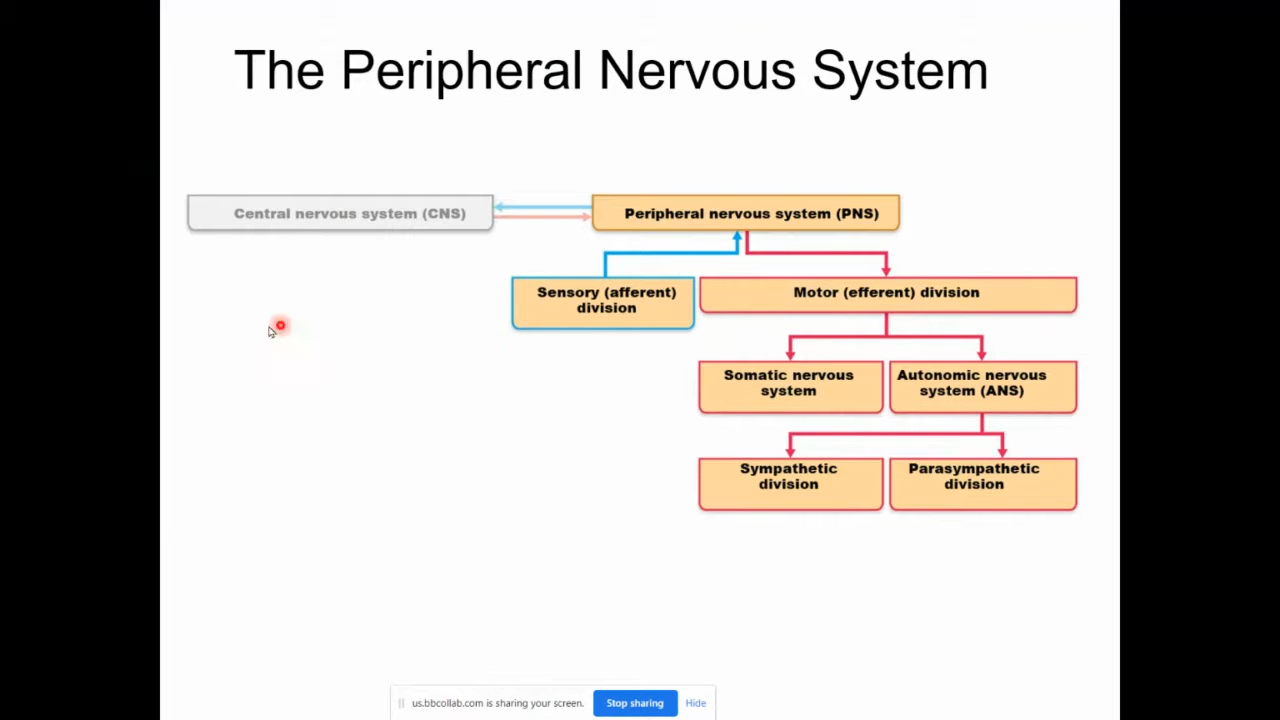 The Peripheral Nervous System
Central nervous system (CNS)
Peripheral nervous system (PNS)
Sensory (afferent)
division
Motor (efferent) division
Somatic nervous
system
Autonomic nervous
system (ANS)
Sympathetic
division
Parasympathetic
division
us.bbcollab.com is sharing your screen.
Stop sharing
Hide